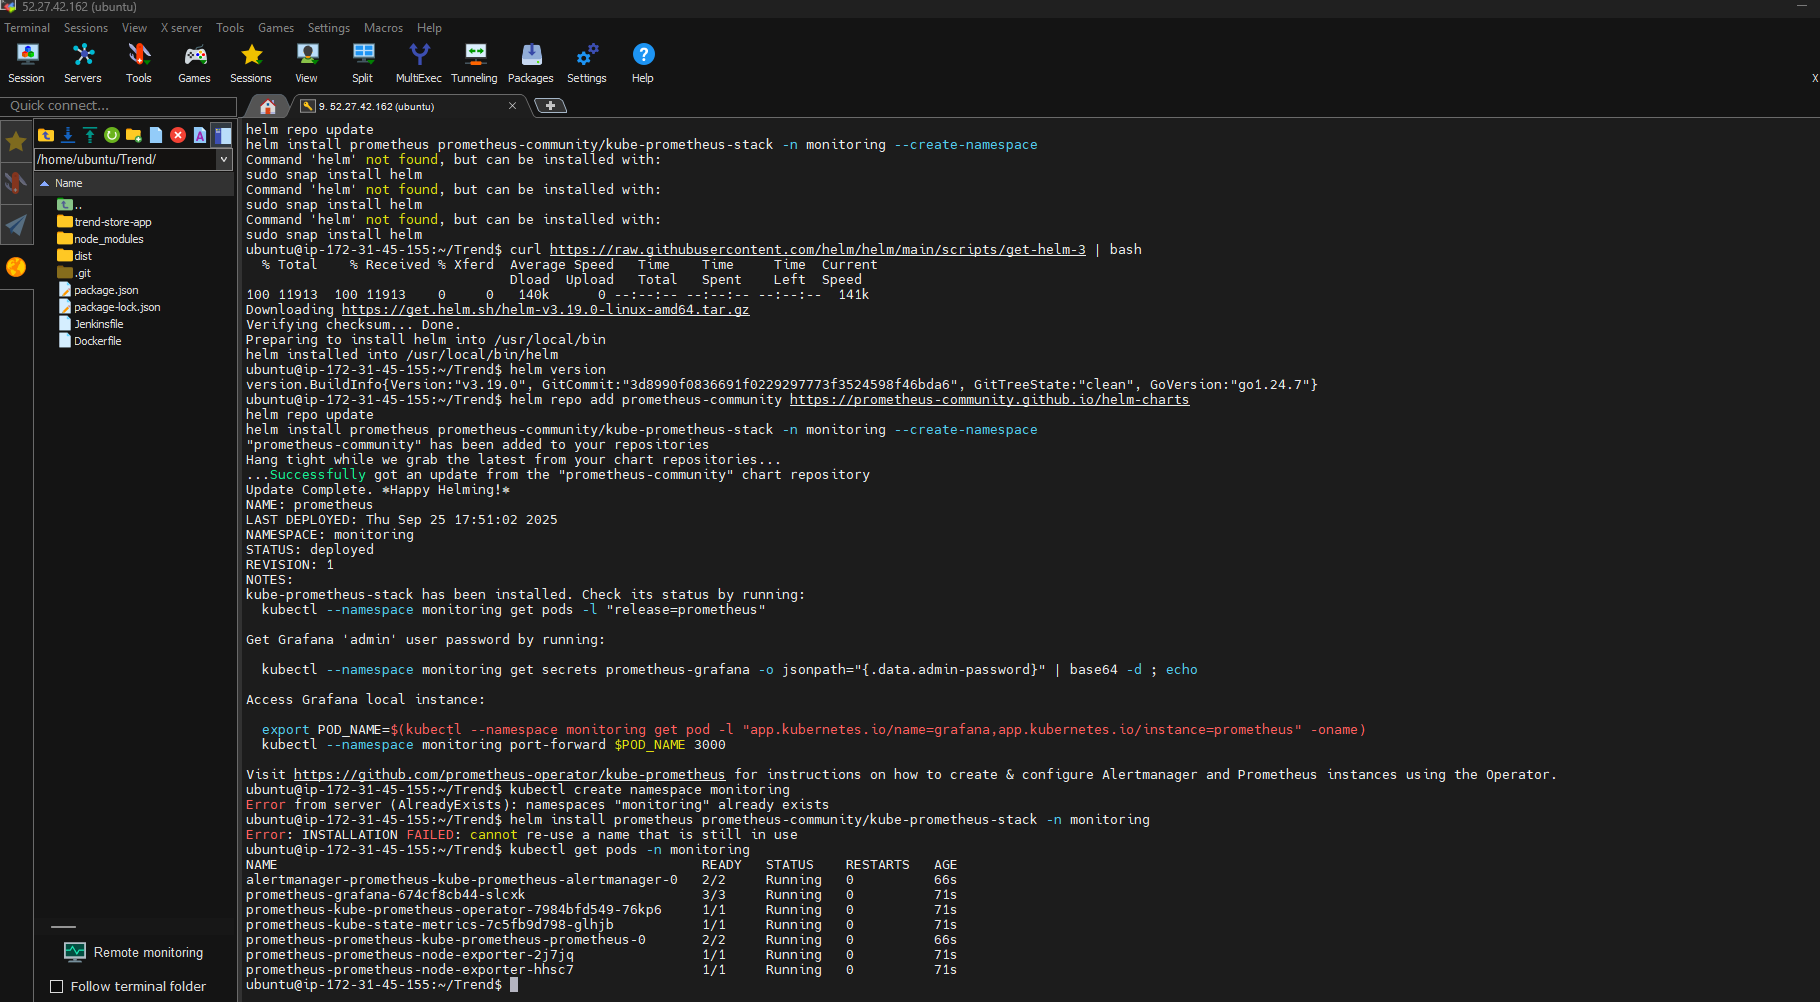 52.27.42.162 (ubuntu)
Terminal Sessions View X server Tools Games Settings Macros Help
Session Servers Tools Games Sessions View Split MultiExec Tunneling Packages Settings Help
X
Quick connect...
9. 52.27.42.162 (ubuntu)
/home/ubuntu/Trend/
Name
..
trend-store-app
node_modules
dist
.git
package.json
package-lock.json
Jenkinsfile
Dockerfile
Remote monitoring
Follow terminal folder
helm repo update
helm install prometheus prometheus-community/kube-prometheus-stack -n monitoring --create-namespace
Command 'helm' not found, but can be installed with:
sudo snap install helm
Command 'helm' not found, but can be installed with:
sudo snap install helm
Command 'helm' not found, but can be installed with:
sudo snap install helm
ubuntu@ip-172-31-45-155:~/Trend$ curl https://raw.githubusercontent.com/helm/helm/main/scripts/get-helm-3 | bash
  % Total    % Received % Xferd  Average Speed   Time    Time     Time  Current
                                 Dload  Upload   Total   Spent    Left  Speed
100 11913  100 11913    0     0   140k      0 --:--:-- --:--:-- --:--:--  141k
Downloading https://get.helm.sh/helm-v3.19.0-linux-amd64.tar.gz
Verifying checksum... Done.
Preparing to install helm into /usr/local/bin
helm installed into /usr/local/bin/helm
ubuntu@ip-172-31-45-155:~/Trend$ helm version
version.BuildInfo{Version:"v3.19.0", GitCommit:"3d8990f0836691f0229297773f3524598f46bda6", GitTreeState:"clean", GoVersion:"go1.24.7"}
ubuntu@ip-172-31-45-155:~/Trend$ helm repo add prometheus-community https://prometheus-community.github.io/helm-charts
helm repo update
helm install prometheus prometheus-community/kube-prometheus-stack -n monitoring --create-namespace
"prometheus-community" has been added to your repositories
Hang tight while we grab the latest from your chart repositories...
...Successfully got an update from the "prometheus-community" chart repository
Update Complete. *Happy Helming!*
NAME: prometheus
LAST DEPLOYED: Thu Sep 25 17:51:02 2025
NAMESPACE: monitoring
STATUS: deployed
REVISION: 1
NOTES:
kube-prometheus-stack has been installed. Check its status by running:
  kubectl --namespace monitoring get pods -l "release=prometheus"
Get Grafana 'admin' user password by running:
  kubectl --namespace monitoring get secrets prometheus-grafana -o jsonpath="{.data.admin-password}" | base64 -d ; echo
Access Grafana local instance:
  export POD_NAME=$(kubectl --namespace monitoring get pod -l "app.kubernetes.io/name=grafana,app.kubernetes.io/instance=prometheus" -oname)
  kubectl --namespace monitoring port-forward $POD_NAME 3000
Visit https://github.com/prometheus-operator/kube-prometheus for instructions on how to create & configure Alertmanager and Prometheus instances using the Operator.
ubuntu@ip-172-31-45-155:~/Trend$ kubectl create namespace monitoring
Error from server (AlreadyExists): namespaces "monitoring" already exists
ubuntu@ip-172-31-45-155:~/Trend$ helm install prometheus prometheus-community/kube-prometheus-stack -n monitoring
Error: INSTALLATION FAILED: cannot re-use a name that is still in use
ubuntu@ip-172-31-45-155:~/Trend$ kubectl get pods -n monitoring
NAME                                                     READY   STATUS    RESTARTS   AGE
alertmanager-prometheus-kube-prometheus-alertmanager-0   2/2     Running   0          66s
prometheus-grafana-674cf8cb44-slcxk                      3/3     Running   0          71s
prometheus-kube-prometheus-operator-7984bfd549-76kp6     1/1     Running   0          71s
prometheus-kube-state-metrics-7c5fb9d798-glhjb           1/1     Running   0          71s
prometheus-prometheus-kube-prometheus-prometheus-0       2/2     Running   0          66s
prometheus-prometheus-node-exporter-2j7jq                1/1     Running   0          71s
prometheus-prometheus-node-exporter-hhsc7                1/1     Running   0          71s
ubuntu@ip-172-31-45-155:~/Trend$